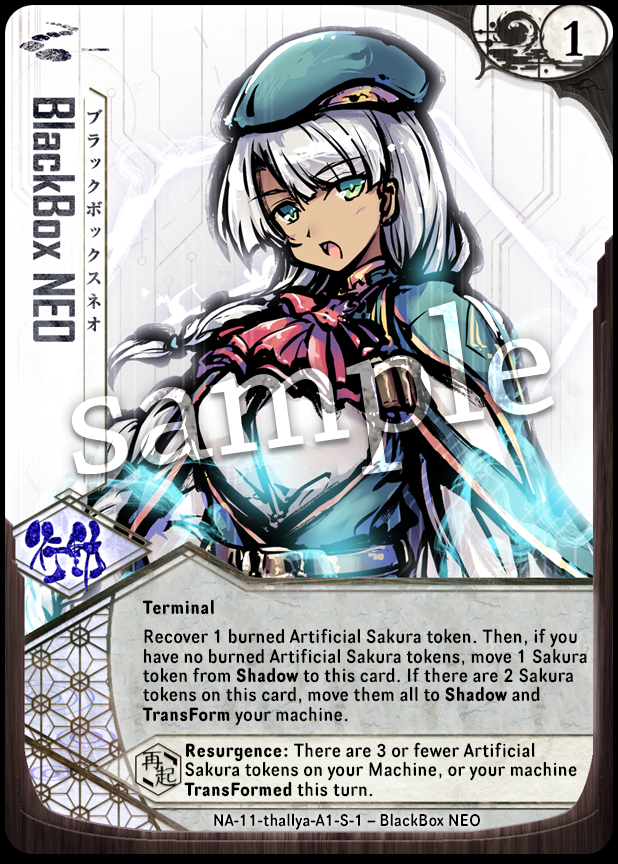 1
BlackBox NEO
ブラックボックスネオ
sample
行動
Terminal
Recover 1 burned Artificial Sakura token. Then, if you
have no burned Artificial Sakura tokens, move 1 Sakura
token from Shadow to this card. If there are 2 Sakura
tokens on this card, move them all to Shadow and
TransForm your machine.
再起
Resurgence: There are 3 or fewer Artificial
Sakura tokens on your Machine, or your machine
TransFormed this turn.
NA-11-thallya-A1-S-1 – BlackBox NEO